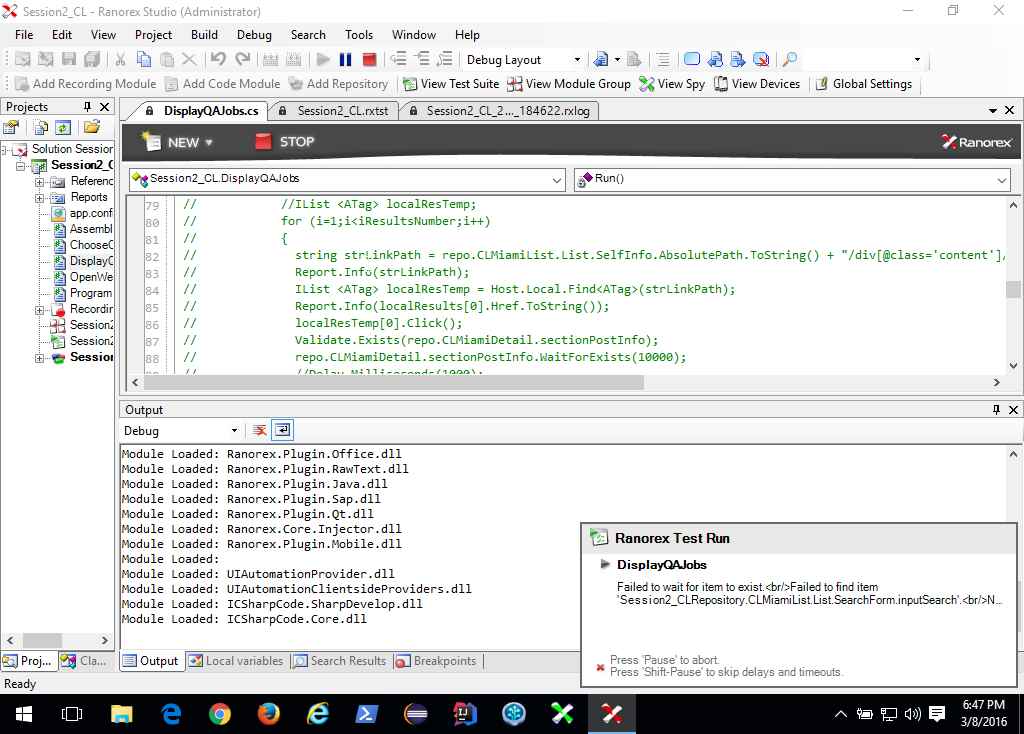 Session2_CL - Ranorex Studio (Administrator)
File Edit View Project Build Debug Search Tools Window Help
Debug Layout
Add Recording Module Add Code Module Add Repository View Test Suite View Module Group View Spy View Devices Global Settings
Projects
DisplayQAJobs.cs Session2_CL.rxtst Session2_CL_2..._184622.rxlog
Solution Session
Session2_C
Referenc
Reports
app.conf
Assembl
ChooseC
DisplayC
OpenWe
Program
Recordin
Session2
Session2
Session
NEW STOP Ranorex
Session2_CL.DisplayQAJobs Run()
79 // //IList <ATag> localResTemp;
80 // for (i=1;i<iResultsNumber;i++)
81 // {
82 // string strLinkPath = repo.CLMiamiList.List.SelfInfo.AbsolutePath.ToString() + "/div[@class='content']/
83 // Report.Info(strLinkPath);
84 // IList <ATag> localResTemp = Host.Local.Find<ATag>(strLinkPath);
85 // Report.Info(localResults[0].Href.ToString());
86 // localResTemp[0].Click();
87 // Validate.Exists(repo.CLMiamiDetail.sectionPostInfo);
88 // repo.CLMiamiDetail.sectionPostInfo.WaitForExists(10000);
// //Delay.Milliseconds(1000);
Output
Debug
Module Loaded: Ranorex.Plugin.Office.dll
Module Loaded: Ranorex.Plugin.RawText.dll
Module Loaded: Ranorex.Plugin.Java.dll
Module Loaded: Ranorex.Plugin.Sap.dll
Module Loaded: Ranorex.Plugin.Qt.dll
Module Loaded: Ranorex.Core.Injector.dll
Module Loaded: Ranorex.Plugin.Mobile.dll
Module Loaded:
Module Loaded: UIAutomationProvider.dll
Module Loaded: UIAutomationClientsideProviders.dll
Module Loaded: ICSharpCode.SharpDevelop.dll
Module Loaded: ICSharpCode.Core.dll
Ranorex Test Run
DisplayQAJobs
Failed to wait for item to exist.<br/>Failed to find item
'Session2_CLRepository.CLMiamiList.List.SearchForm.inputSearch'.<br/>N...
Press 'Pause' to abort.
Press 'Shift-Pause' to skip delays and timeouts.
Proj... Cla... Output Local variables Search Results Breakpoints
Ready
6:47 PM
3/8/2016